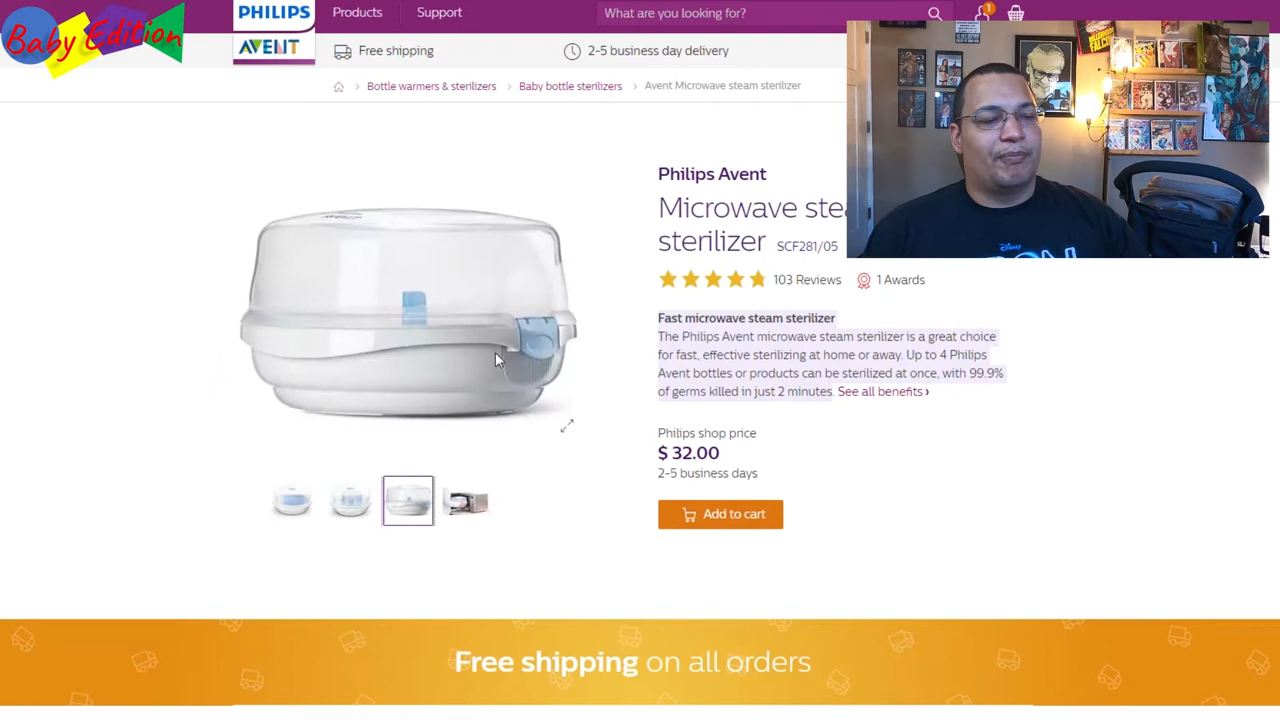 Baby Edition
PHILIPS
AVENT
Products
Support
What are you looking for?
1
Free shipping
2-5 business day delivery
Bottle warmers & sterilizers > Baby bottle sterilizers > Avent Microwave steam sterilizer
Philips Avent
Microwave stea
sterilizer SCF281/05
103 Reviews
1 Awards
Fast microwave steam sterilizer
The Philips Avent microwave steam sterilizer is a great choice
for fast, effective sterilizing at home or away. Up to 4 Philips
Avent bottles or products can be sterilized at once, with 99.9%
of germs killed in just 2 minutes. See all benefits ›
Philips shop price
$ 32.00
2-5 business days
Add to cart
Free shipping on all orders
MILLENNIUM
FALCON
Disney